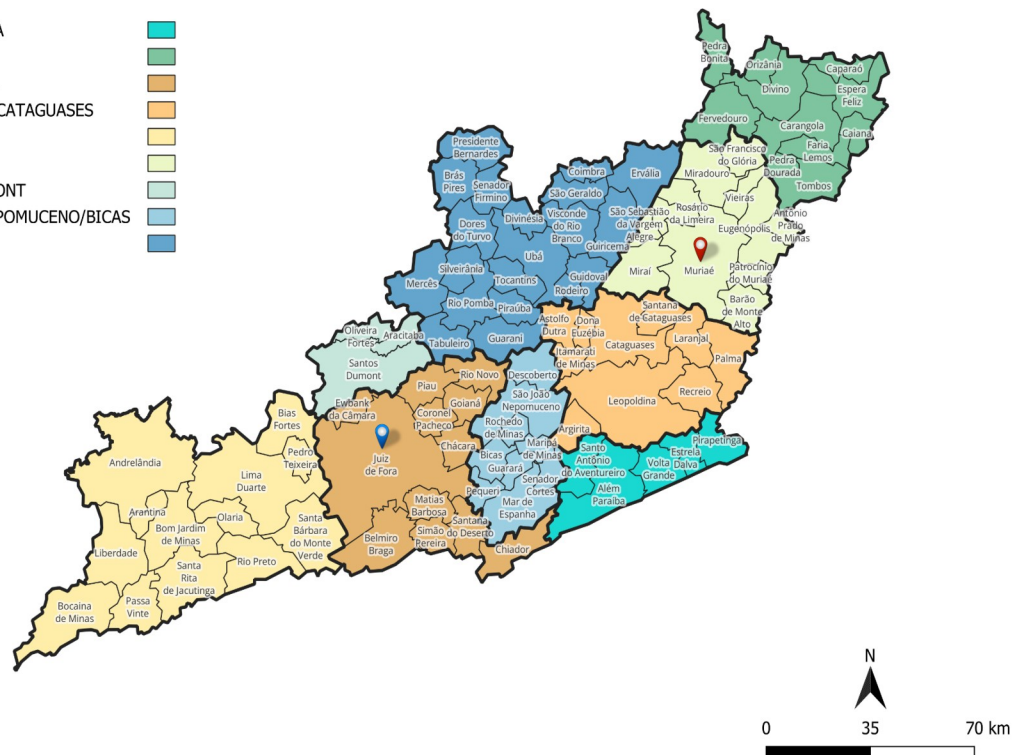 A
CATAGUASES
ONT
POMUCENO/BICAS
Pedra
Bonita
Orizânia
Caparaó
Divino
Espera
Feliz
Fervedouro
Carangola
Caiana
Faria
Lemos
Pedra
Dourada
Tombos
São Francisco
do Glória
Miradouro
Vieiras
Antônio
Prado
de Minas
Rosário
da Limeira
Eugenópolis
Muriaé
Miraí
Patrocínio
do Muriaé
Barão
de Monte
Alto
Presidente
Bernardes
Brás
Pires
Senador
Firmino
Coimbra
Ervália
São Geraldo
São Sebastião
da Vargem
Alegre
Dores
do Turvo
Divinésia
Visconde
do Rio
Branco
Guiricema
Ubá
Silveirânia
Mercês
Tocantins
Guidoval
Rodeiro
Rio Pomba
Piraúba
Tabuleiro
Guarani
Astolfo
Dutra
Dona
Euzébia
Santana
de Cataguases
Itamarati
de Minas
Cataguases
Laranjal
Palma
Leopoldina
Recreio
Argirita
Oliveira
Fortes
Aracitaba
Santos
Dumont
Ewbank
da Câmara
Piau
Rio Novo
Goianá
Coronel
Pacheco
Chácara
Juiz
de Fora
Matias
Barbosa
Santana
do Deserto
Simão
Pereira
Belmiro
Braga
Chiador
Descoberto
São João
Nepomuceno
Rochedo
de Minas
Maripá
de Minas
Bicas
Guarará
Senador
Cortes
Pequeri
Mar de
Espanha
Santo
Antônio
do Aventureiro
Além
Paraíba
Volta
Grande
Estrela
Dalva
Pirapetinga
Bias
Fortes
Pedro
Teixeira
Andrelândia
Lima
Duarte
Arantina
Olaria
Bom Jardim
de Minas
Santa
Bárbara
do Monte
Verde
Liberdade
Rio Preto
Santa
Rita
de Jacutinga
Passa
Vinte
Bocaina
de Minas
N
0 35 70 km